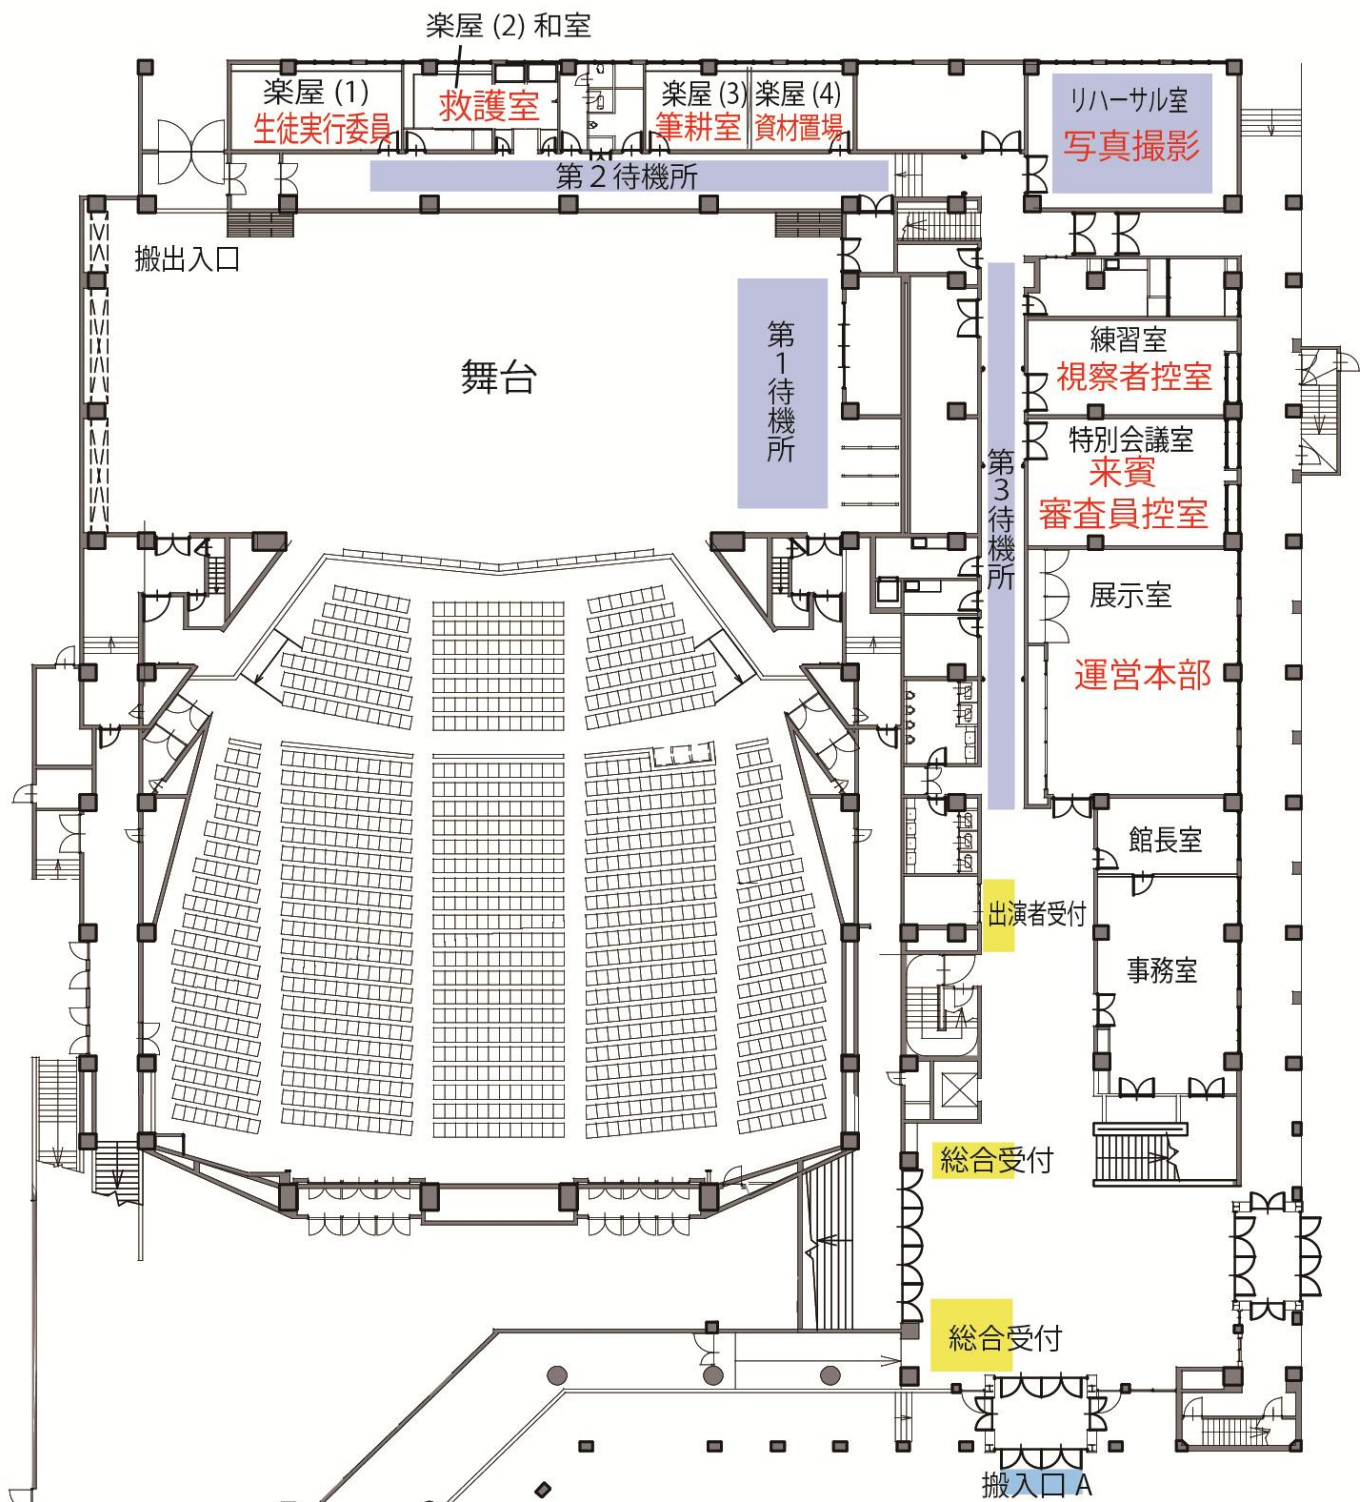 楽屋 (2) 和室
楽屋 (1)
生徒実行委員
救護室
楽屋 (3)
筆耕室
楽屋 (4)
資材置場
リハーサル室
写真撮影
第2待機所
搬出入口
舞台
第1待機所
第3待機所
練習室
視察者控室
特別会議室
来賓
審査員控室
展示室
運営本部
館長室
出演者受付
事務室
総合受付
総合受付
搬入口 A